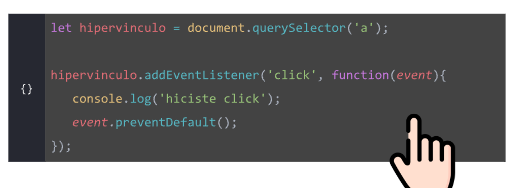 let hipervinculo = document.querySelector('a');
hipervinculo.addEventListener('click', function(event){
{}
console.log('hiciste click');
event.preventDefault();
});